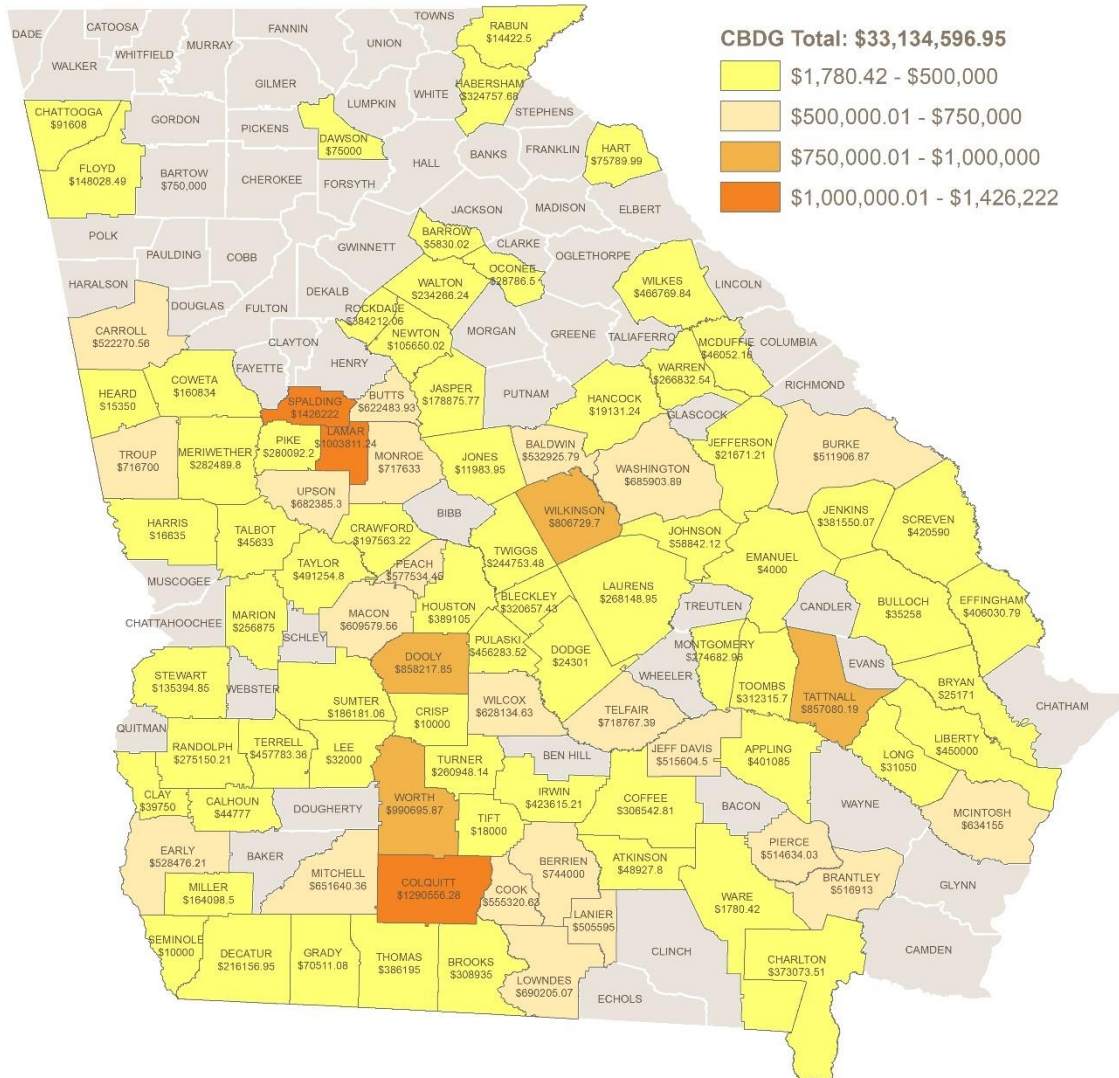 CBDG Total: $33,134,596.95
$1,780.42 - $500,000
$500,000.01 - $750,000
$750,000.01 - $1,000,000
$1,000,000.01 - $1,426,222
DADE
CATOOSA
WHITFIELD
MURRAY
FANNIN
UNION
TOWNS
RABUN
$14422.5
WALKER
GILMER
LUMPKIN
WHITE
HABERSHAM
$324757.68
STEPHENS
CHATTOOGA
$91608
GORDON
PICKENS
DAWSON
$75000
HALL
BANKS
FRANKLIN
HART
$75789.99
FLOYD
$148028.49
BARTOW
$750,000
CHEROKEE
FORSYTH
JACKSON
MADISON
ELBERT
POLK
PAULDING
COBB
GWINNETT
BARROW
$5830.02
CLARKE
OCONEE
$28786.5
OGLETHORPE
WILKES
$466769.84
LINCOLN
HARALSON
DOUGLAS
FULTON
DEKALB
ROCKDALE
$384212.06
WALTON
$234266.24
NEWTON
$105650.02
MORGAN
GREENE
TALIAFERRO
MCDUFFIE
$46052.16
COLUMBIA
CARROLL
$522270.56
CLAYTON
FAYETTE
HENRY
WARREN
$266832.54
RICHMOND
HEARD
$15350
COWETA
$160834
SPALDING
$1426222
BUTTS
$622483.93
JASPER
$178875.77
PUTNAM
HANCOCK
$19131.24
GLASCOCK
TROUP
$716700
MERIWETHER
$282489.8
PIKE
$280092.2
LAMAR
$1003811.24
MONROE
$717633
JONES
$11983.95
BALDWIN
$532925.79
WASHINGTON
$685903.89
JEFFERSON
$21671.21
BURKE
$511906.87
UPSON
$682385.3
BIBB
WILKINSON
$806729.7
JOHNSON
$58842.12
JENKINS
$381550.07
SCREVEN
$420590
HARRIS
$16635
TALBOT
$45633
CRAWFORD
$197563.22
TWIGGS
$244753.48
EMANUEL
$4000
TAYLOR
$491254.8
PEACH
$577534.45
BLECKLEY
$320657.43
LAURENS
$268148.95
MUSCOGEE
CHATTAHOOCHEE
MARION
$256875
SCHLEY
MACON
$609579.56
HOUSTON
$389105
TREUTLEN
CANDLER
BULLOCH
$35258
EFFINGHAM
$406030.79
DOOLY
$858217.85
PULASKI
$456283.52
DODGE
$24301
WHEELER
MONTGOMERY
$274682.96
TOOMBS
$312315.7
TATTNALL
$857080.19
EVANS
BRYAN
$25171
CHATHAM
STEWART
$135394.85
WEBSTER
SUMTER
$186181.06
CRISP
$10000
WILCOX
$628134.63
TELFAIR
$718767.39
QUITMAN
RANDOLPH
$275150.21
TERRELL
$457783.36
LEE
$32000
TURNER
$260948.14
BEN HILL
JEFF DAVIS
$515604.5
APPLING
$401085
LONG
$31050
LIBERTY
$450000
CLAY
$39750
CALHOUN
$44777
DOUGHERTY
WORTH
$990695.87
TIFT
$18000
IRWIN
$423615.21
COFFEE
$306542.81
BACON
WAYNE
MCINTOSH
$634155
EARLY
$528476.21
BAKER
MITCHELL
$651640.36
COLQUITT
$1290556.28
COOK
$555320.63
BERRIEN
$744000
ATKINSON
$48927.8
PIERCE
$514634.03
BRANTLEY
$516913
GLYNN
MILLER
$164098.5
LANIER
$505595
WARE
$1780.42
SEMINOLE
$10000
DECATUR
$216156.95
GRADY
$70511.08
THOMAS
$386195
BROOKS
$308935
LOWNDES
$690205.07
CLINCH
ECHOLS
CHARLTON
$373073.51
CAMDEN